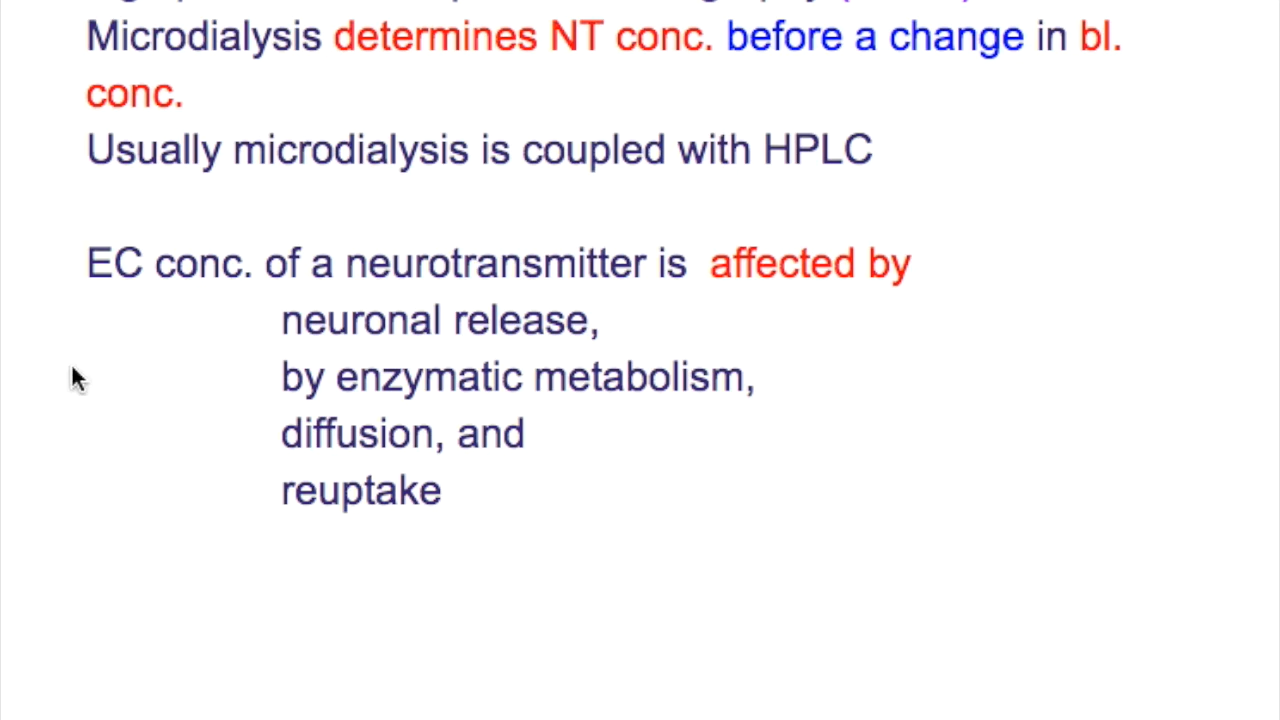 Microdialysis determines NT conc. before a change in bl.
conc.
Usually microdialysis is coupled with HPLC
EC conc. of a neurotransmitter is affected by
neuronal release,
by enzymatic metabolism,
diffusion, and
reuptake